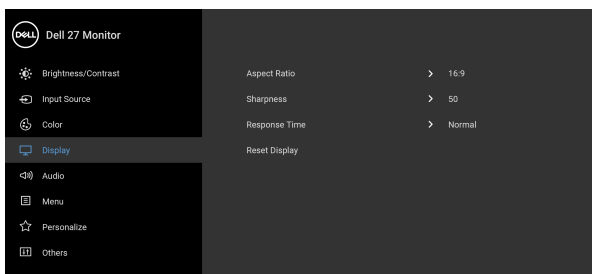 DELL Dell 27 Monitor
Brightness/Contrast
Input Source
Color
Display
Audio
Menu
Personalize
Others
Aspect Ratio > 16:9
Sharpness > 50
Response Time > Normal
Reset Display